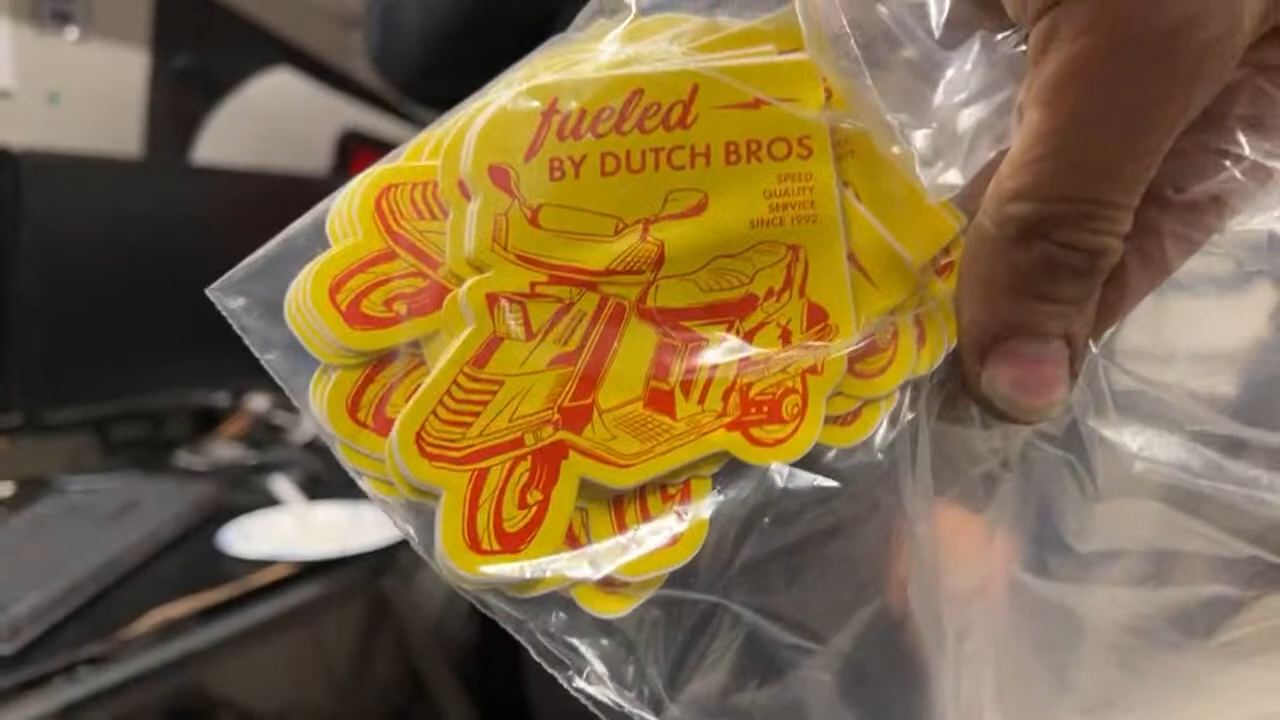 fueled
BY DUTCH BROS
SPEED.
QUALITY
SERVICE
SINCE 1992